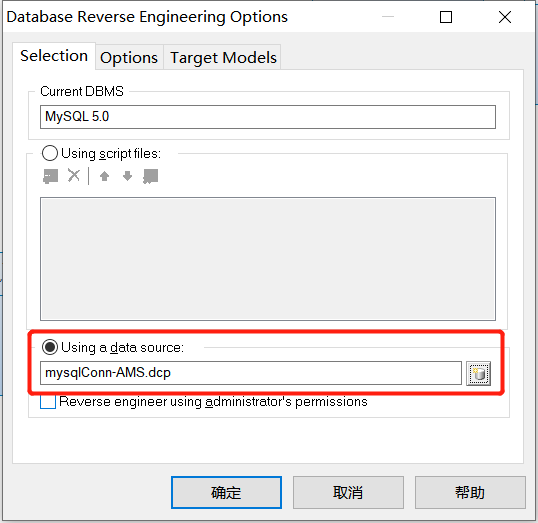 Database Reverse Engineering Options
Selection Options Target Models
Current DBMS
MySQL 5.0
Using script files:
Using a data source:
mysqlConn-AMS.dcp
Reverse engineer using administrator's permissions
确定 取消 帮助